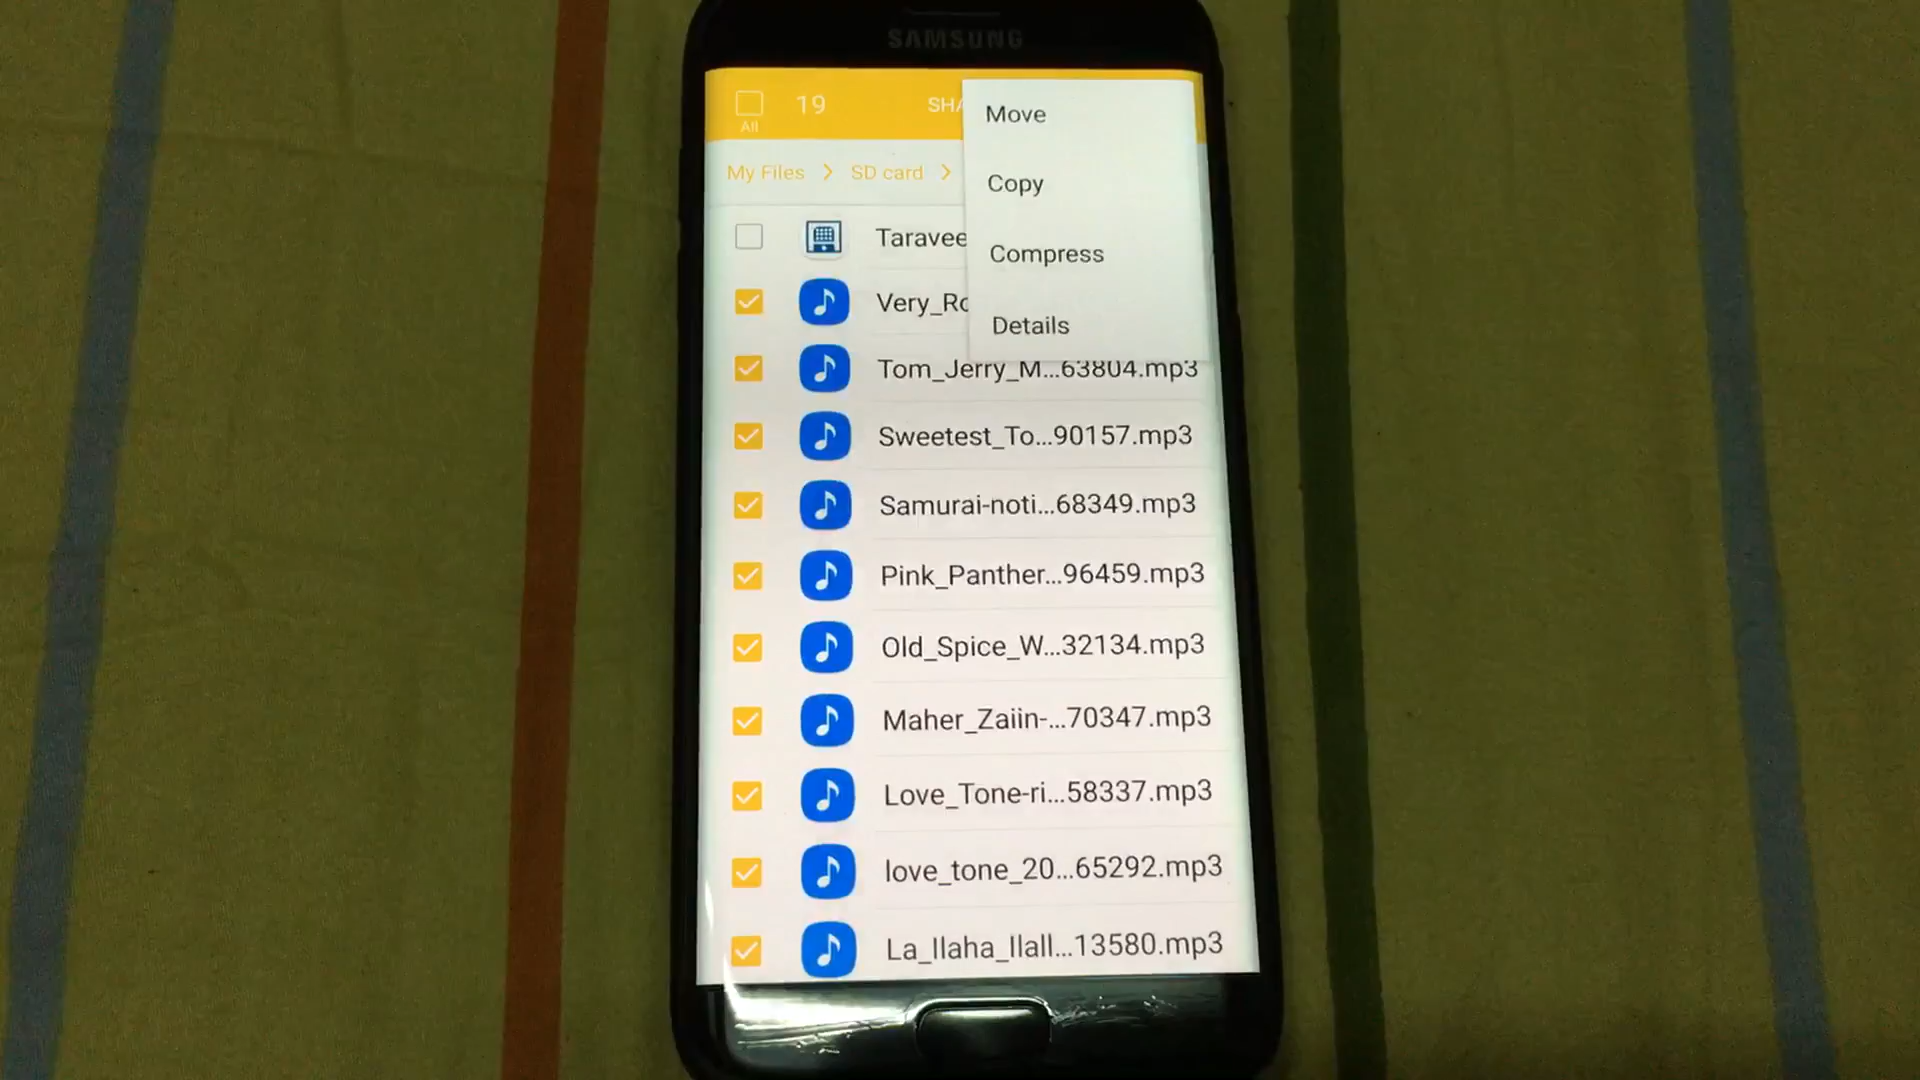 SAMSUNG
All
19
SHA
Move
Copy
Compress
Details
My Files > SD card >
Taravee
Very_Ro
Tom_Jerry_M...63804.mp3
Sweetest_To...90157.mp3
Samurai-noti...68349.mp3
Pink_Panther...96459.mp3
Old_Spice_W...32134.mp3
Maher_Zaiin-...70347.mp3
Love_Tone-ri...58337.mp3
love_tone_20...65292.mp3
La_Ilaha_Ilall...13580.mp3